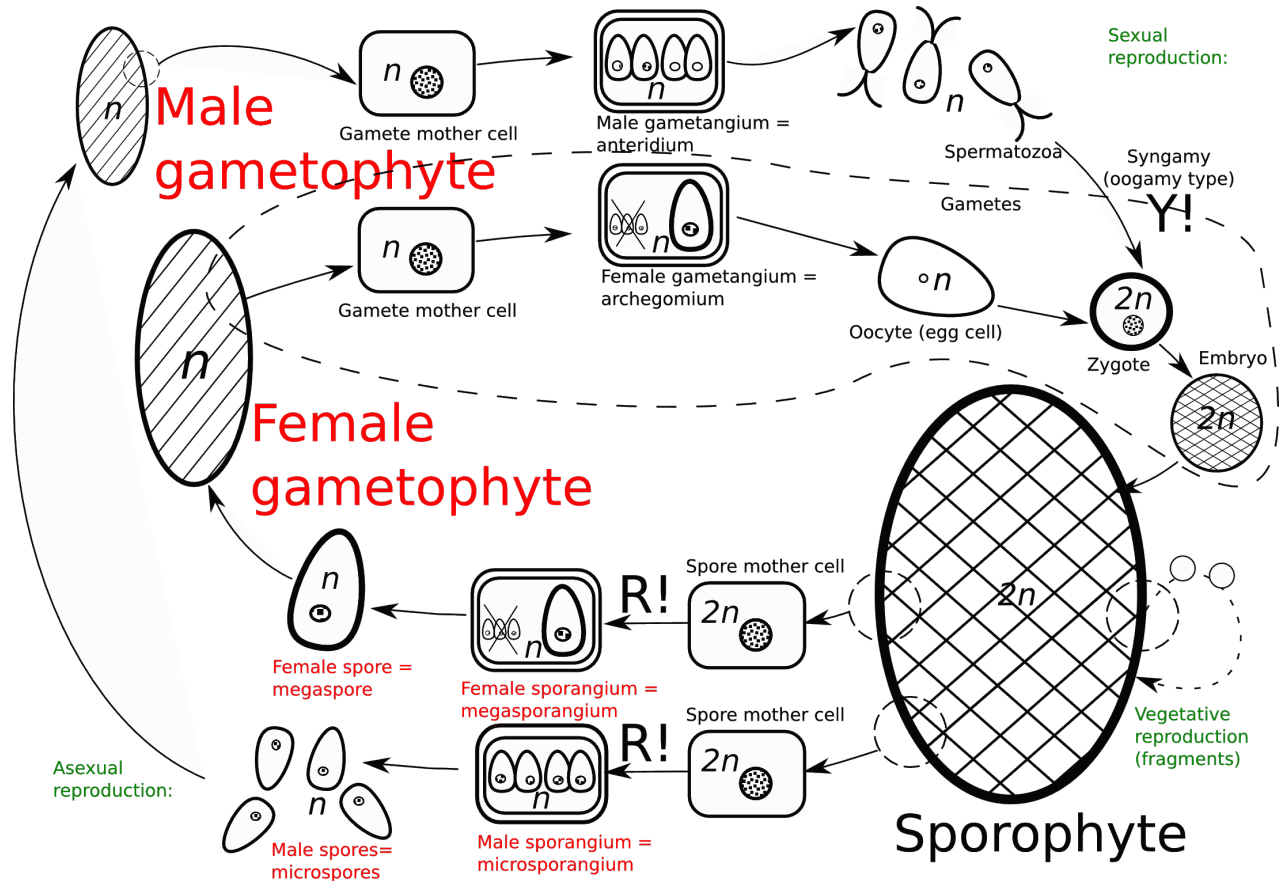 Sexual
reproduction:
n
n
n
n
Male
gametophyte
Gamete mother cell
Male gametangium =
anteridium
Spermatozoa
Syngamy
(oogamy type)
Y!
Gametes
n
n
n
n
2n
Gamete mother cell
Female gametangium =
archegomium
Oocyte (egg cell)
Zygote
Embryo
2n
Female
gametophyte
n
n
R!
Spore mother cell
2n
2n
Female spore =
megaspore
Female sporangium =
megasporangium
Spore mother cell
Vegetative
reproduction
(fragments)
R!
2n
n
n
Asexual
reproduction:
Male spores=
microspores
Male sporangium =
microsporangium
Sporophyte